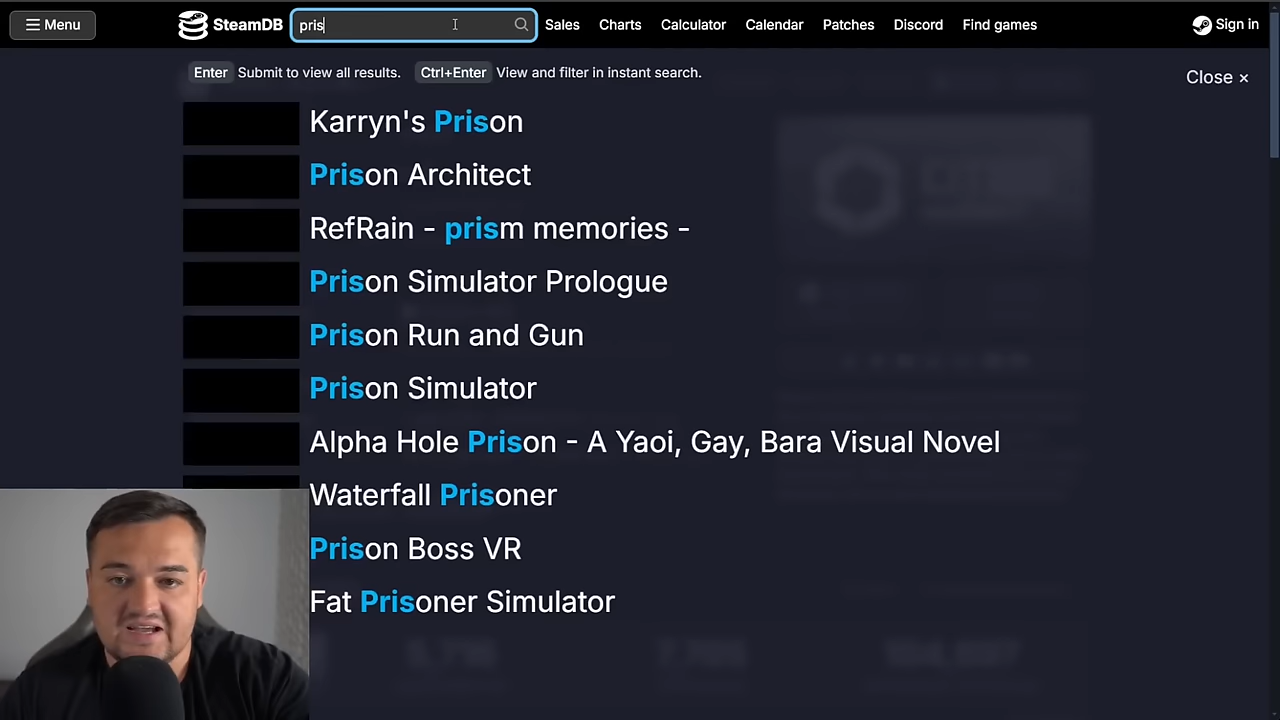 Menu
SteamDB
pris
Sales
Charts
Calculator
Calendar
Patches
Discord
Find games
Sign in
Enter Submit to view all results. Ctrl+Enter View and filter in instant search.
Close ×
Karryn's Prison
Prison Architect
RefRain - prism memories -
Prison Simulator Prologue
Prison Run and Gun
Prison Simulator
Alpha Hole Prison - A Yaoi, Gay, Bara Visual Novel
Waterfall Prisoner
Prison Boss VR
Fat Prisoner Simulator